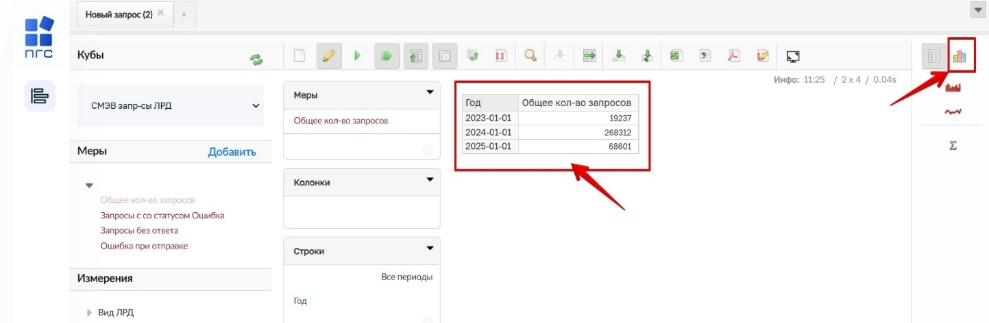 Новый запрос (2)
пгс
Кубы
СМЭВ запр-сы ЛРД
Меры
Добавить
Общее кол-во запросов
Запросы с со статусом Ошибка
Запросы без ответа
Ошибка при отправке
Измерения
Вид ЛРД
Меры
Общее кол-во запросов
Колонки
Строки
Все периоды
Год
Инфо: 11:25 / 2 x 4 / 0.04s
Год Общее кол-во запросов
2023-01-01 19237
2024-01-01 268312
2025-01-01 68601
Σ